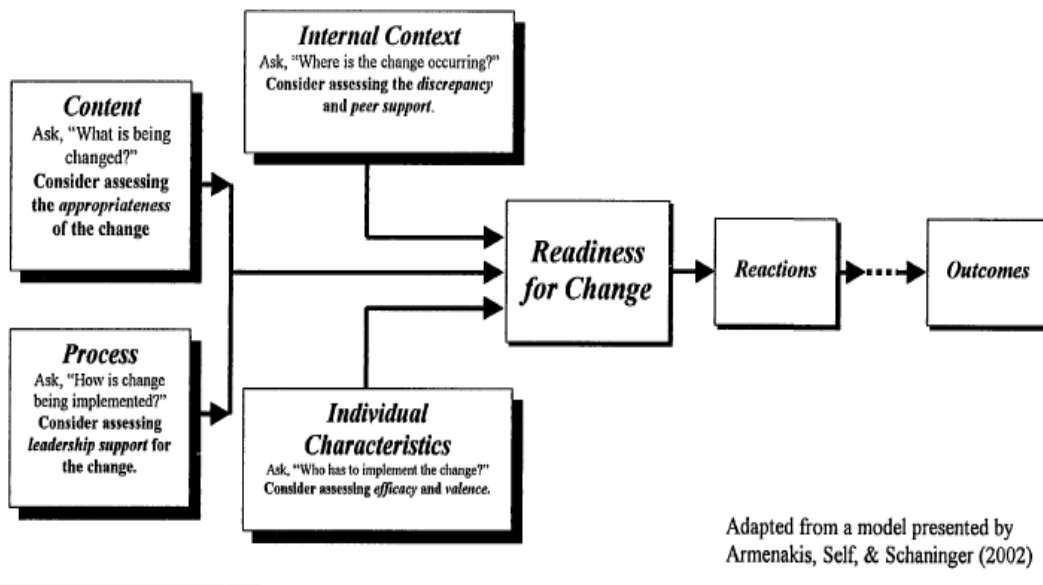 Content
Ask, “What is being
changed?”
Consider assessing
the appropriateness
of the change
Process
Ask, “How is change
being implemented?”
Consider assessing
leadership support for
the change.
Internal Context
Ask, “Where is the change occurring?”
Consider assessing the discrepancy
and peer support.
Individual
Characteristics
Ask, “Who has to implement the change?”
Consider assessing efficacy and valence.
Readiness
for Change
Reactions
Outcomes
Adapted from a model presented by
Armenakis, Self, & Schaninger (2002)